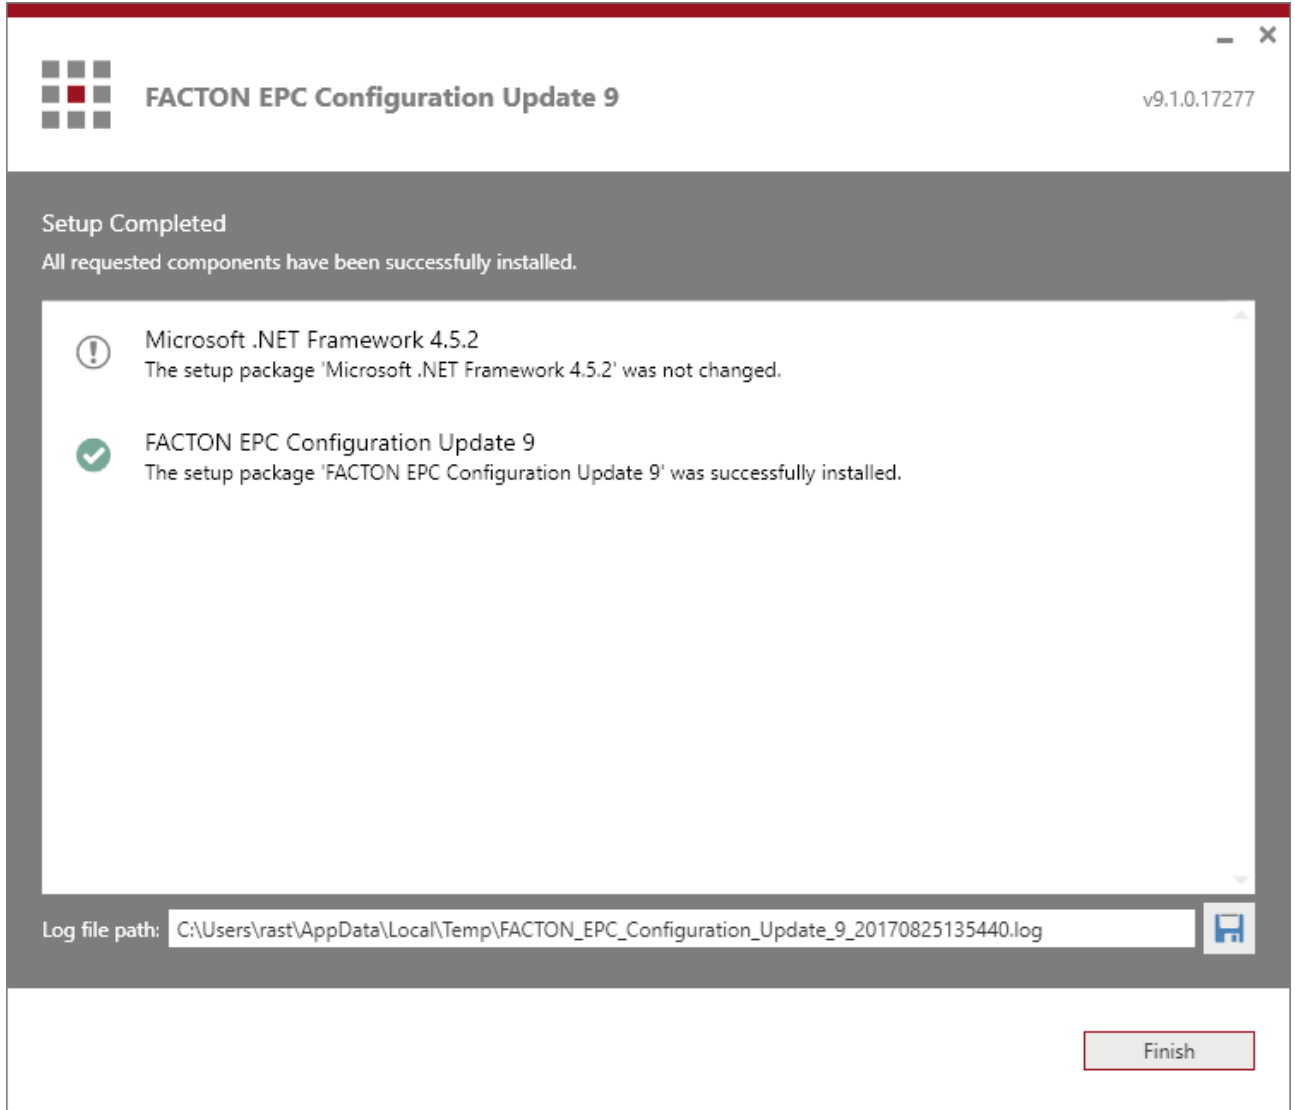 FACTON EPC Configuration Update 9
v9.1.0.17277
Setup Completed
All requested components have been successfully installed.
Microsoft .NET Framework 4.5.2
The setup package 'Microsoft .NET Framework 4.5.2' was not changed.
FACTON EPC Configuration Update 9
The setup package 'FACTON EPC Configuration Update 9' was successfully installed.
Log file path: C:\Users\rast\AppData\Local\Temp\FACTON_EPC_Configuration_Update_9_20170825135440.log
Finish